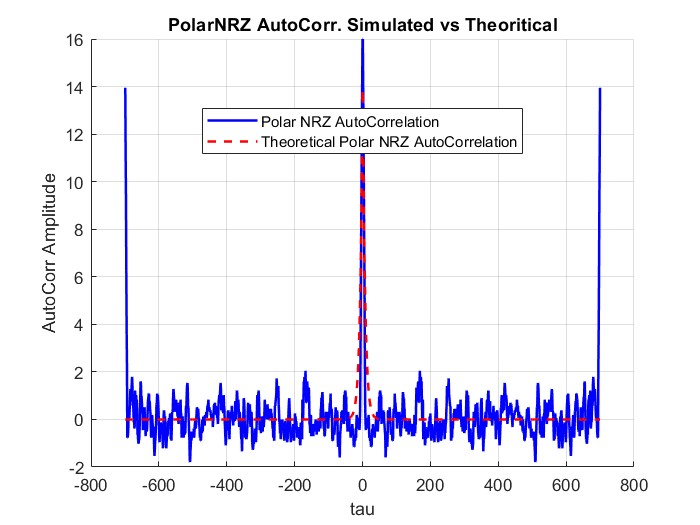 PolarNRZ AutoCorr. Simulated vs Theoritical
16
14
12
10
8
6
4
2
0
-2
AutoCorr Amplitude
Polar NRZ AutoCorrelation
Theoretical Polar NRZ AutoCorrelation
-800 -600 -400 -200 0 200 400 600 800
tau